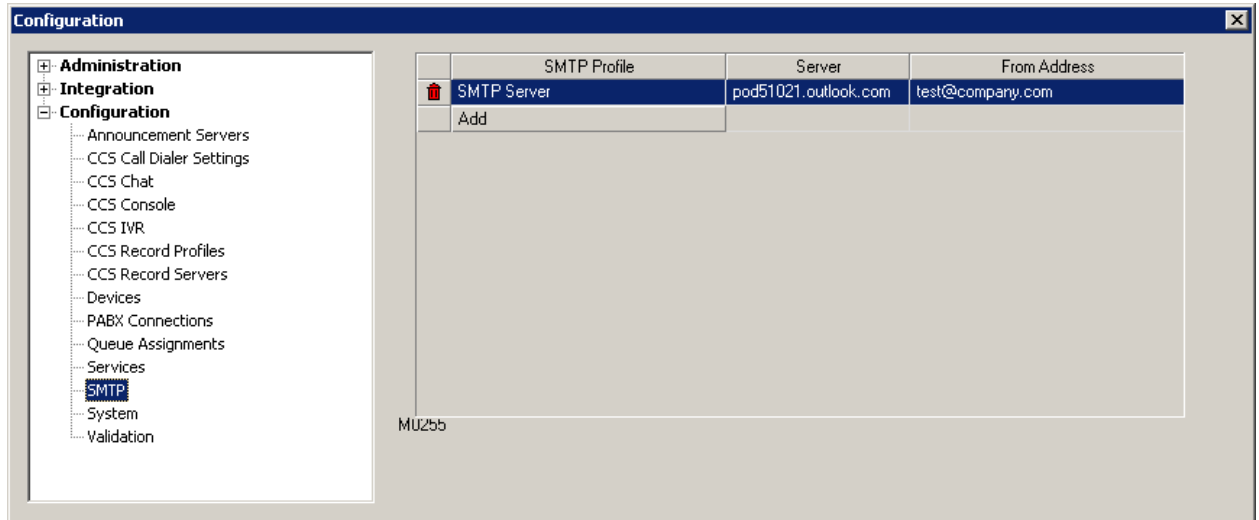 Configuration
Administration
Integration
Configuration
Announcement Servers
CCS Call Dialer Settings
CCS Chat
CCS Console
CCS IVR
CCS Record Profiles
CCS Record Servers
Devices
PABX Connections
Queue Assignments
Services
SMTP
System
Validation
SMTP Profile Server From Address
SMTP Server pod51021.outlook.com test@company.com
Add
M0255